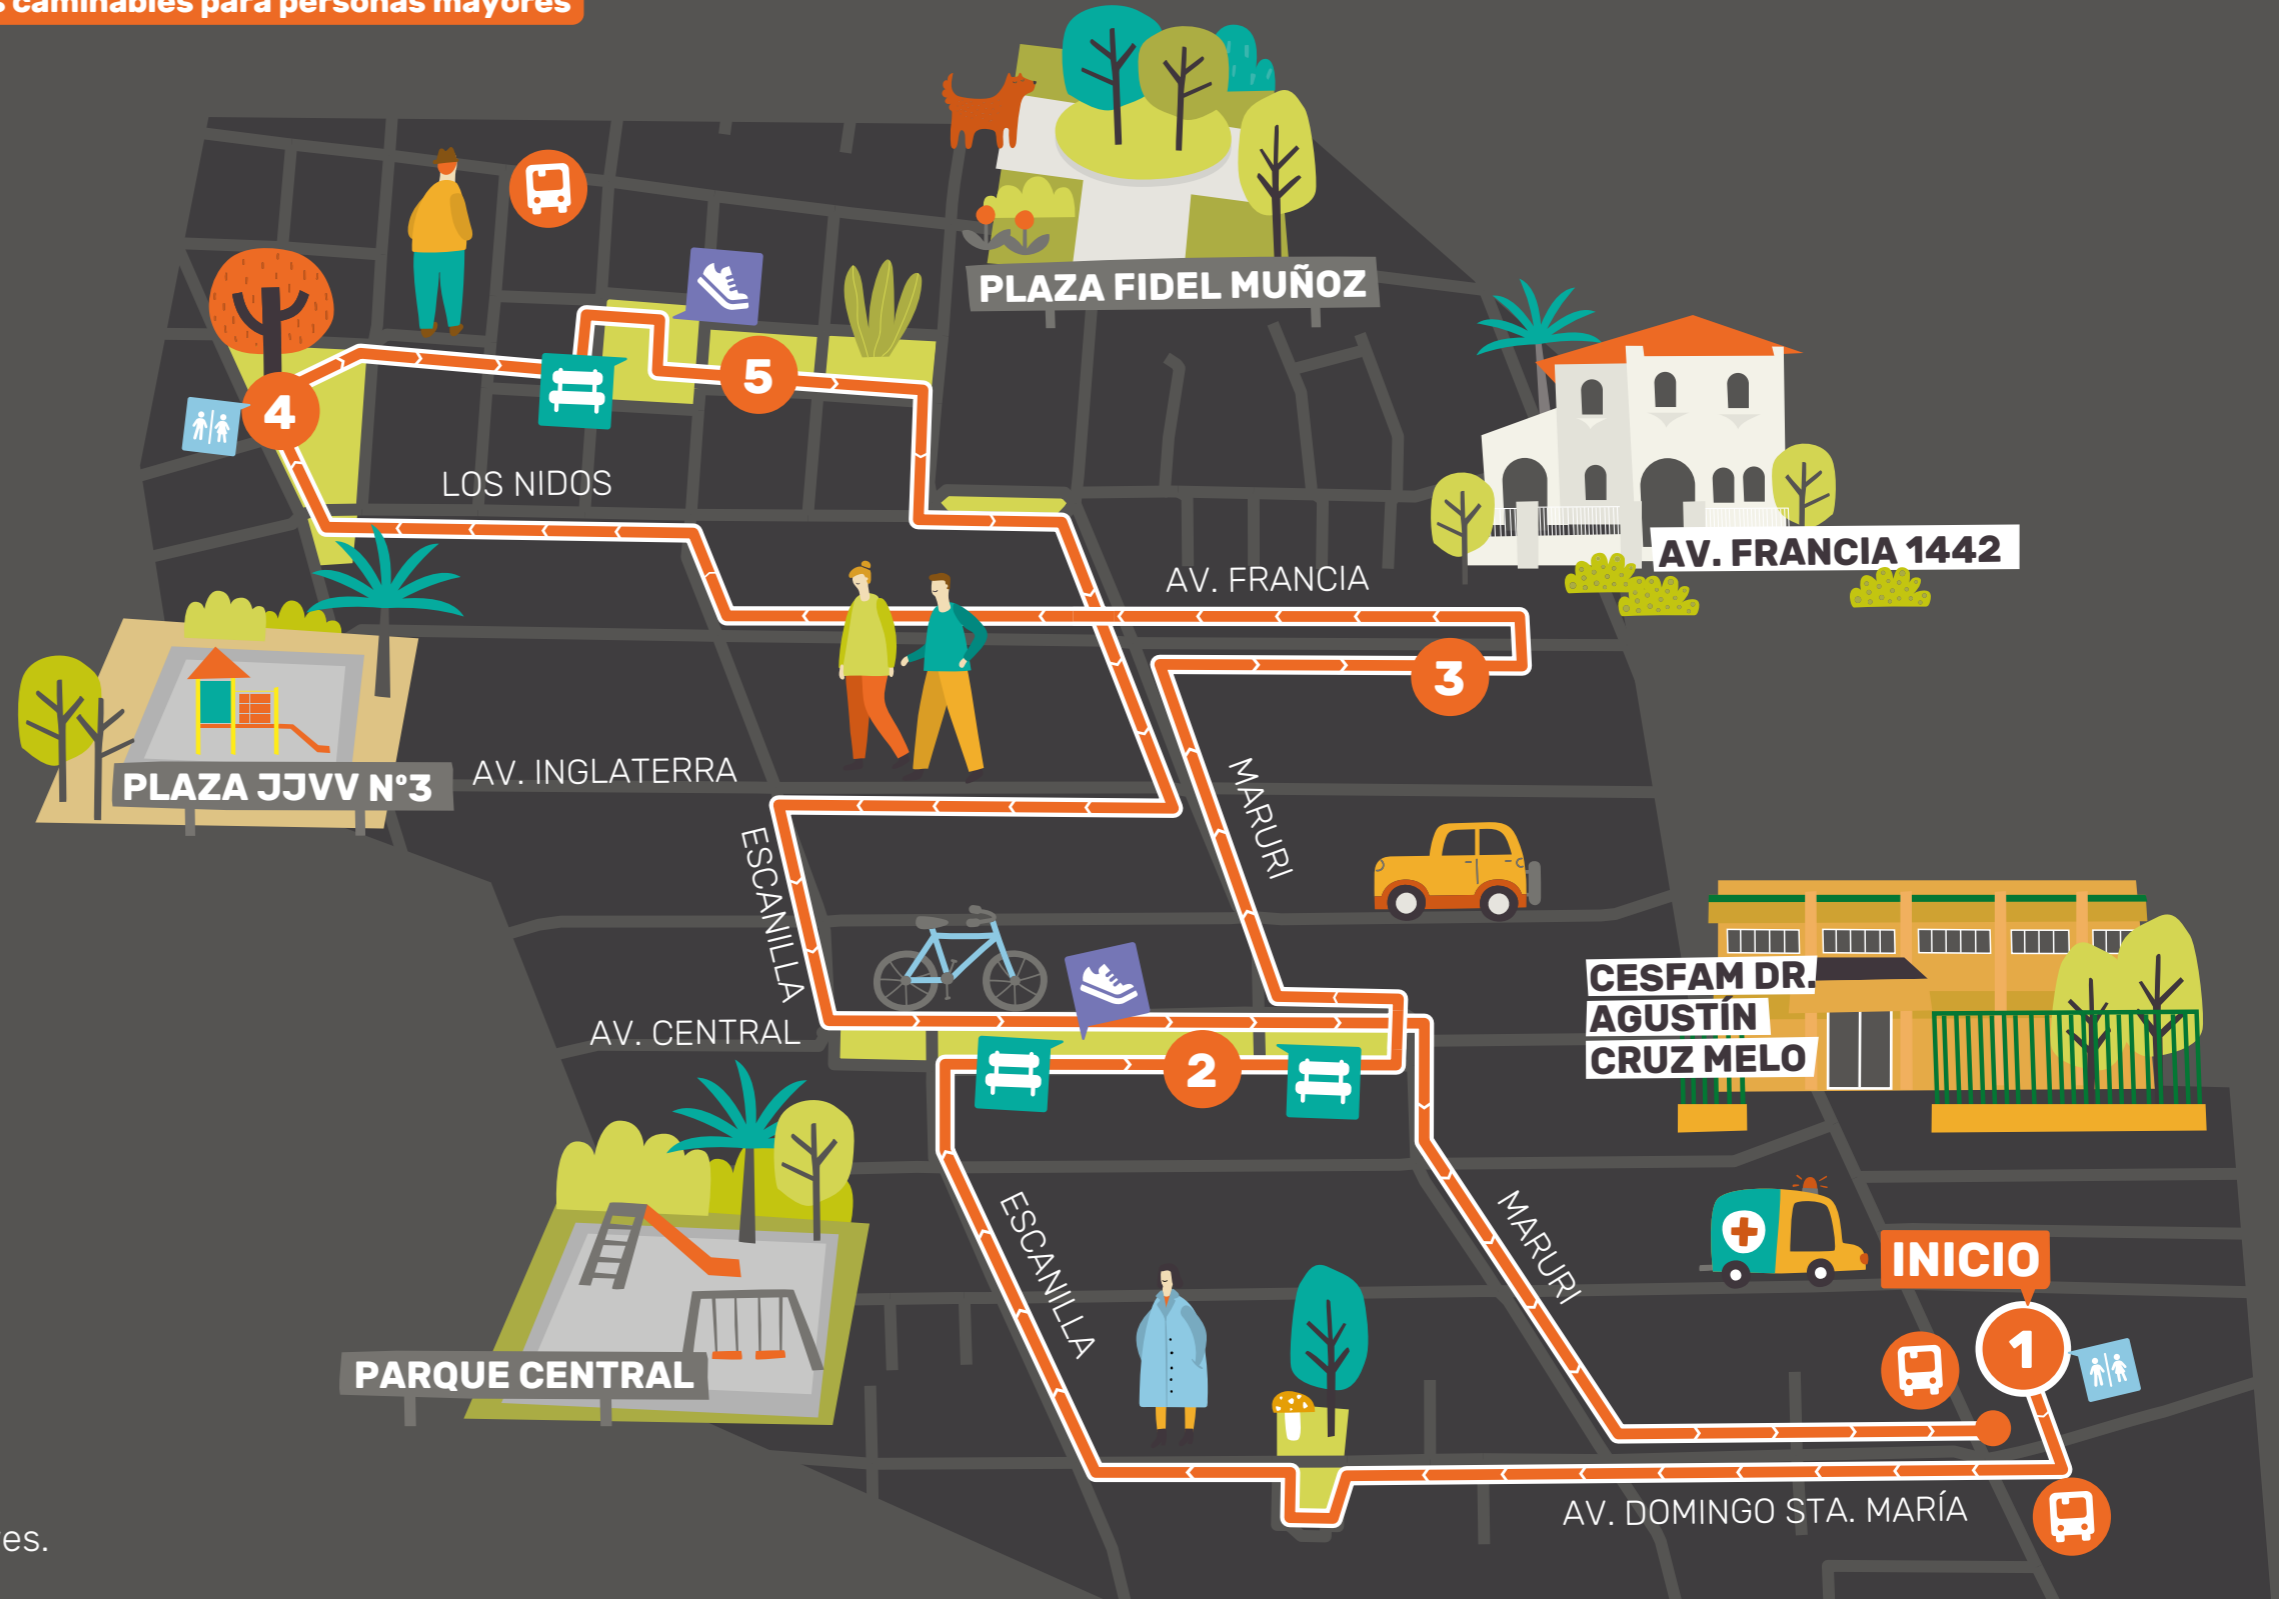 caminables para personas mayores
PLAZA FIDEL MUÑOZ
5
4
LOS NIDOS
AV. FRANCIA 1442
AV. FRANCIA
3
PLAZA JJVV N°3
AV. INGLATERRA
MARURI
ESCANILLA
CESFAM DR.
AGUSTÍN
CRUZ MELO
AV. CENTRAL
2
ESCANILLA
MARURI
INICIO
1
PARQUE CENTRAL
AV. DOMINGO STA. MARÍA